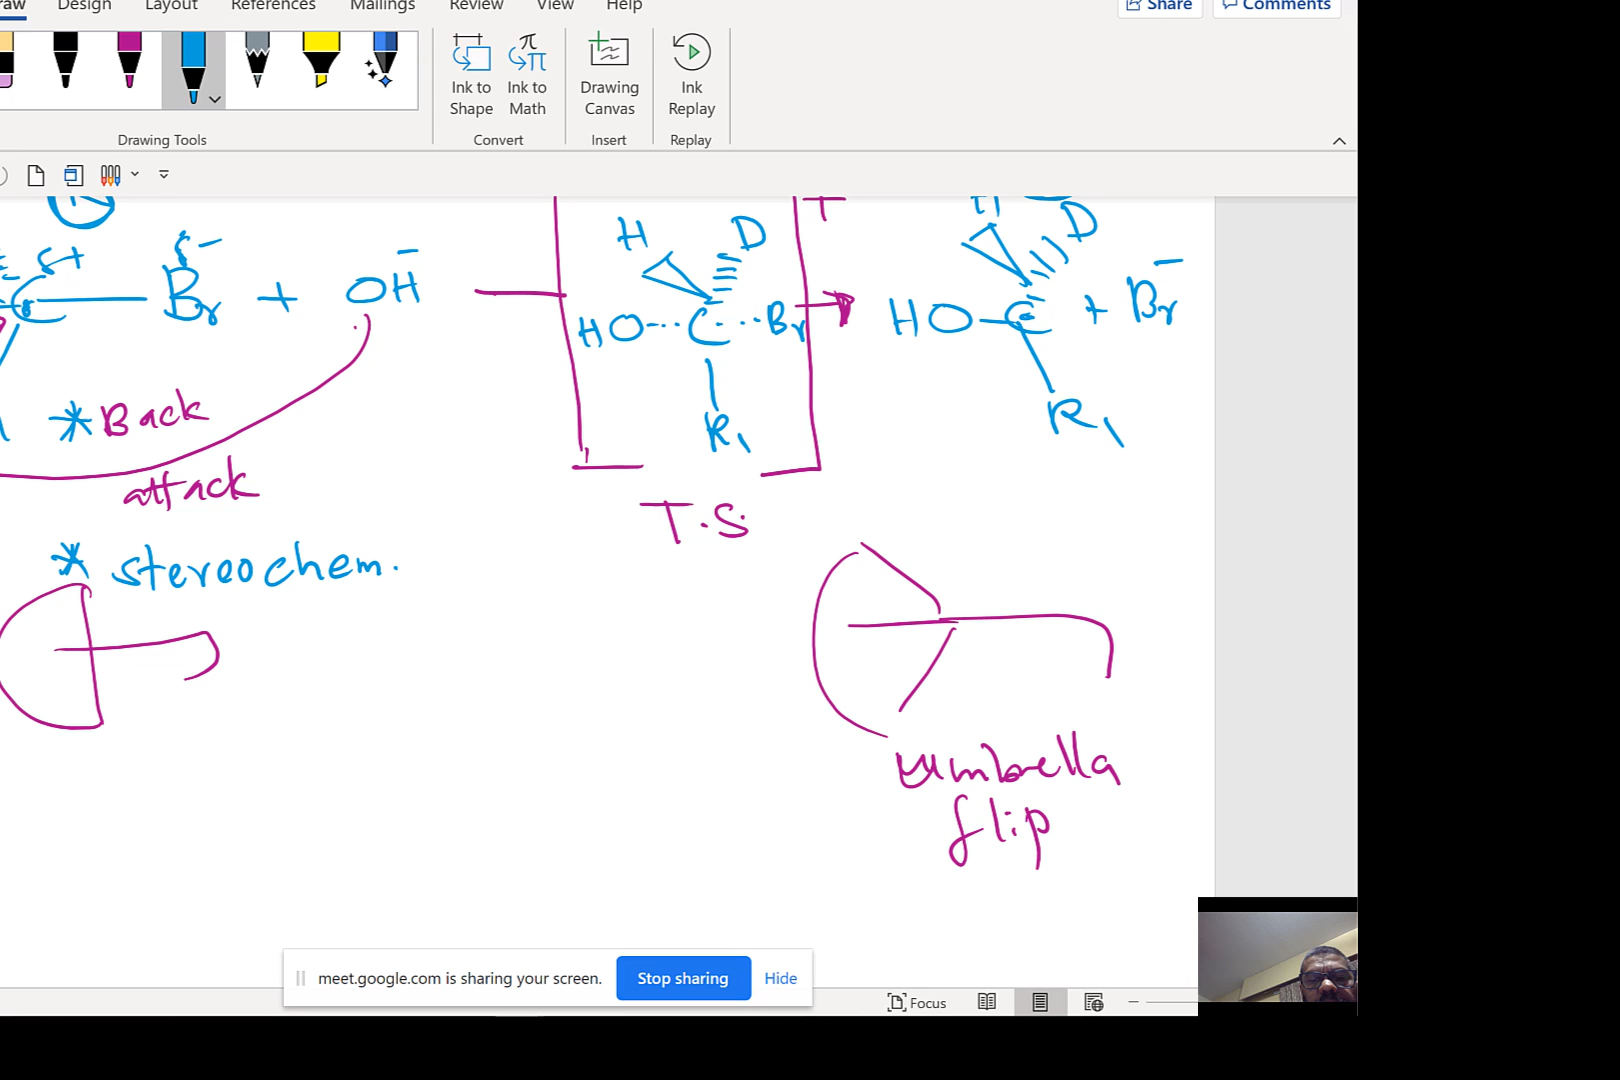 Design Layout References Mailings Review View Help Share Comments
Ink to Shape
Ink to Math
Drawing Canvas
Ink Replay
Drawing Tools Convert Insert Replay
δ+ δ-
C — Br + OH-
H D
HO···C···Br
R1
H D
HO—C + Br-
R1
* Back
attack
T.S
* stereochem.
umbrella
flip
meet.google.com is sharing your screen. Stop sharing Hide
Focus